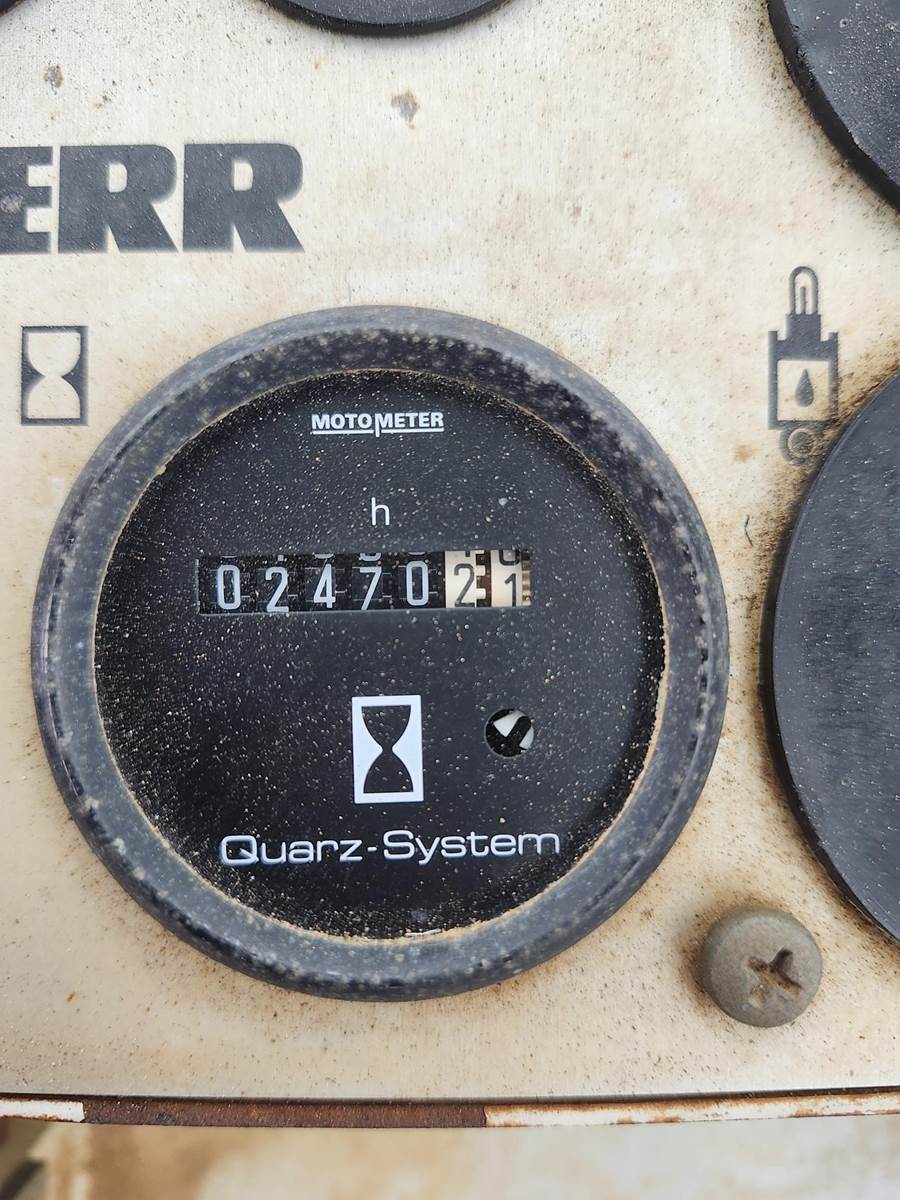 ERR
MOTOMETER
h
0247021
Quarz-System